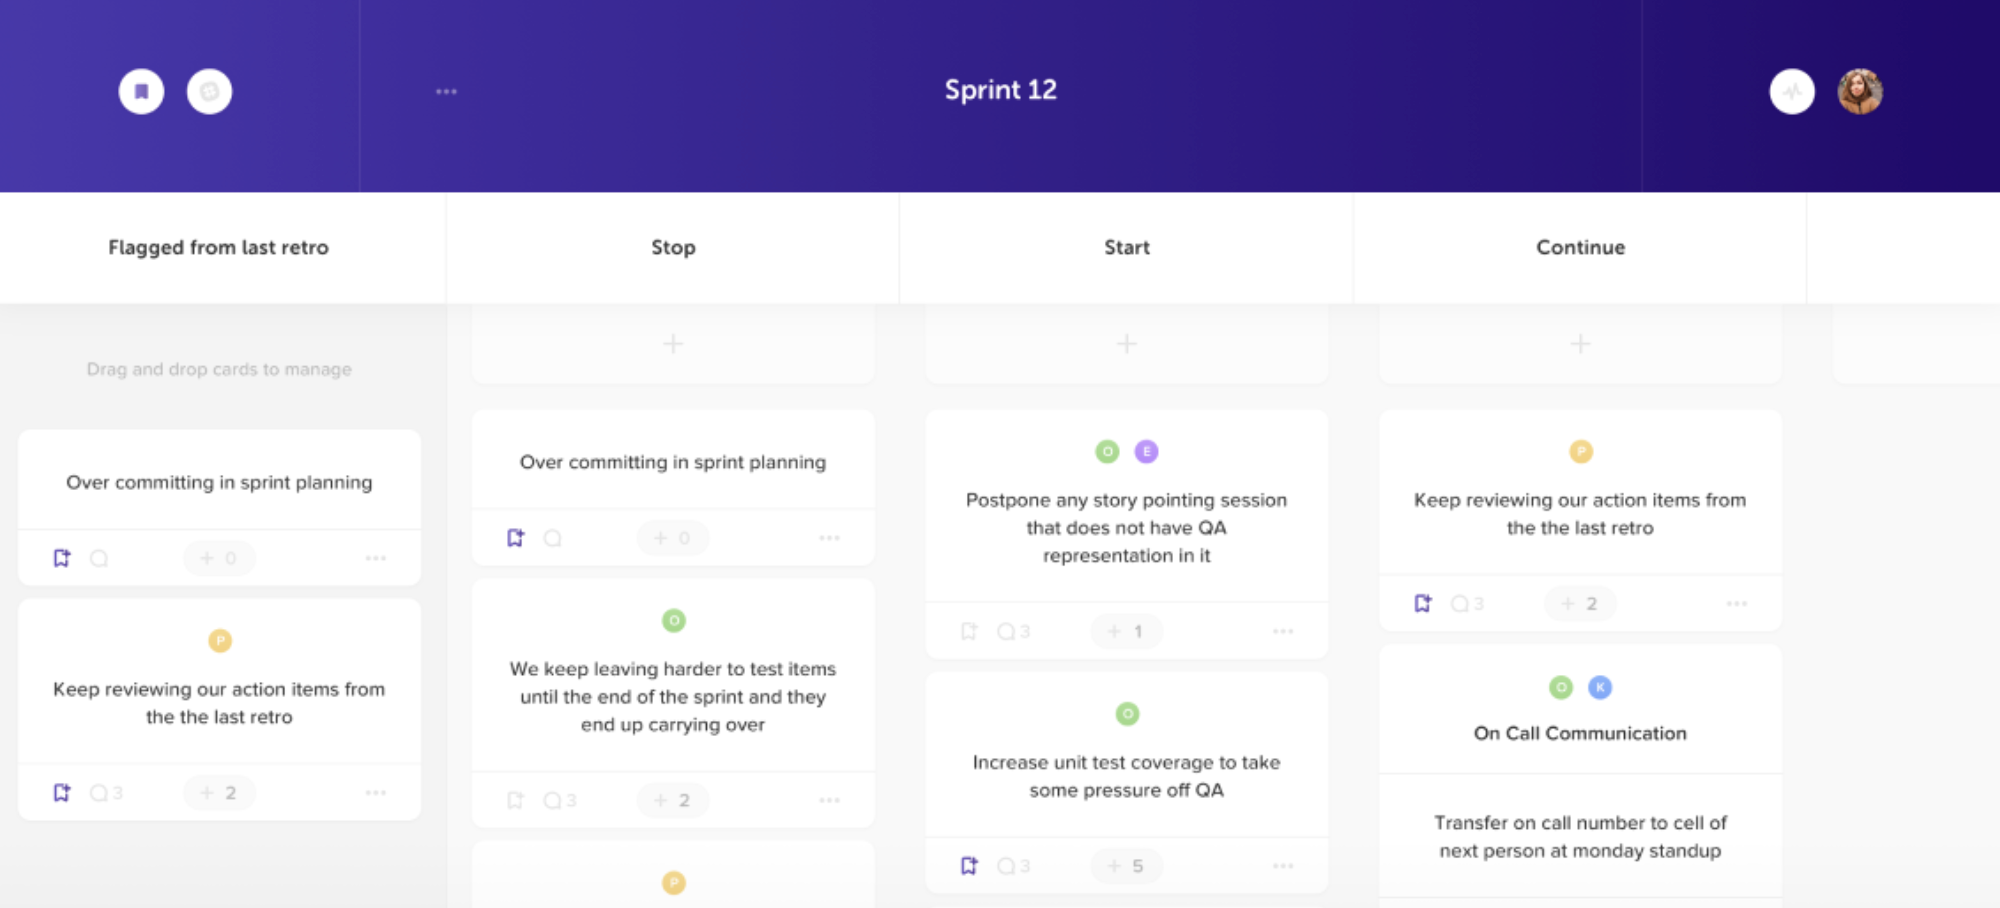 Sprint 12
Flagged from last retro
Stop
Start
Continue
Drag and drop cards to manage
Over committing in sprint planning
+ 0
P
Keep reviewing our action items from
the the last retro
3
+ 2
Over committing in sprint planning
+ 0
O
We keep leaving harder to test items
until the end of the sprint and they
end up carrying over
3
+ 2
P
O E
Postpone any story pointing session
that does not have QA
representation in it
3
+ 1
O
Increase unit test coverage to take
some pressure off QA
3
+ 5
P
Keep reviewing our action items from
the the last retro
3
+ 2
O K
On Call Communication
Transfer on call number to cell of
next person at monday standup